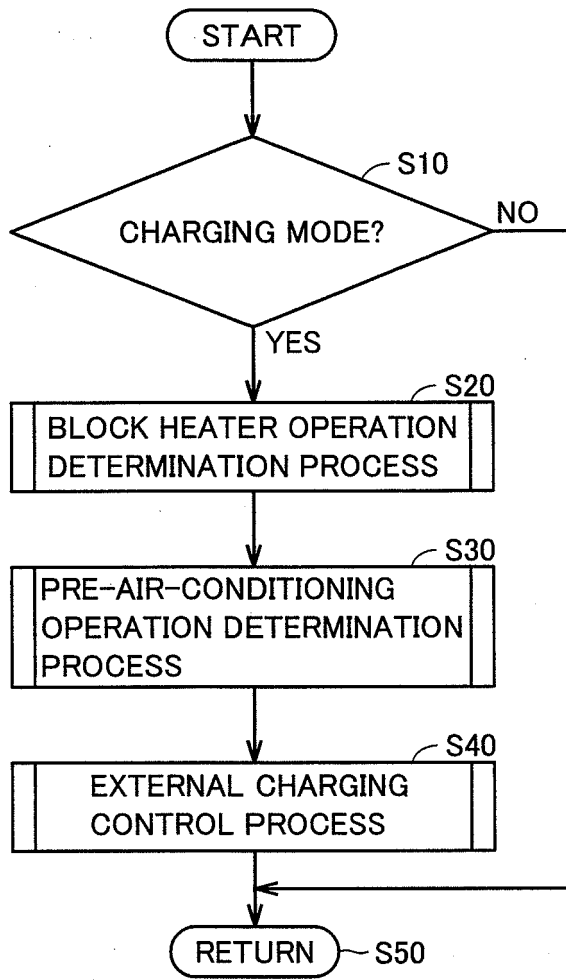 START
S10
CHARGING MODE?
NO
YES
S20
BLOCK HEATER OPERATION
DETERMINATION PROCESS
S30
PRE-AIR-CONDITIONING
OPERATION DETERMINATION
PROCESS
S40
EXTERNAL CHARGING
CONTROL PROCESS
RETURN
S50